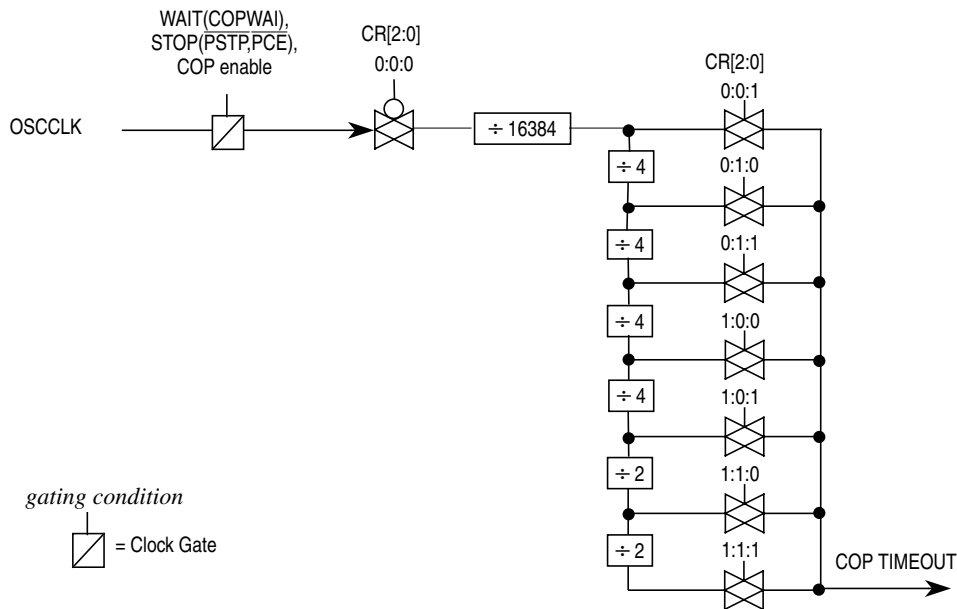 WAIT(COPWAI),
STOP(PSTP,PCE),
COP enable
CR[2:0]
0:0:0
OSCCLK
÷ 16384
CR[2:0]
0:0:1
÷ 4
0:1:0
÷ 4
0:1:1
÷ 4
1:0:0
÷ 4
1:0:1
÷ 2
1:1:0
÷ 2
1:1:1
COP TIMEOUT
gating condition
= Clock Gate